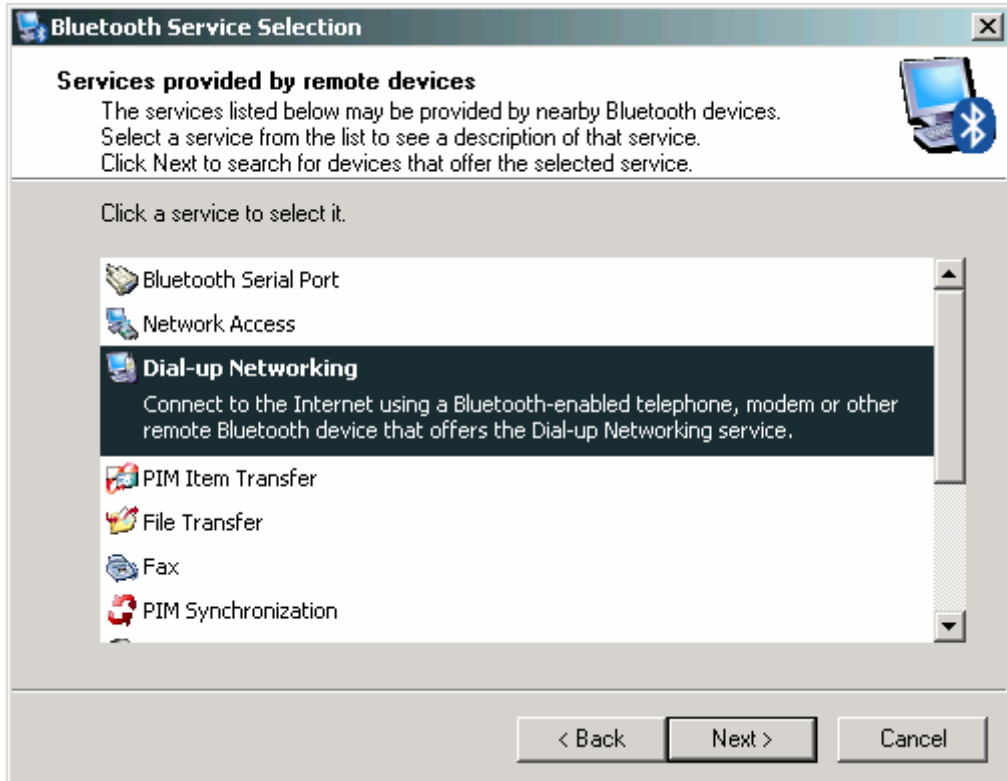 Bluetooth Service Selection
Services provided by remote devices
The services listed below may be provided by nearby Bluetooth devices.
Select a service from the list to see a description of that service.
Click Next to search for devices that offer the selected service.
Click a service to select it.
Bluetooth Serial Port
Network Access
Dial-up Networking
Connect to the Internet using a Bluetooth-enabled telephone, modem or other
remote Bluetooth device that offers the Dial-up Networking service.
PIM Item Transfer
File Transfer
Fax
PIM Synchronization
< Back
Next >
Cancel